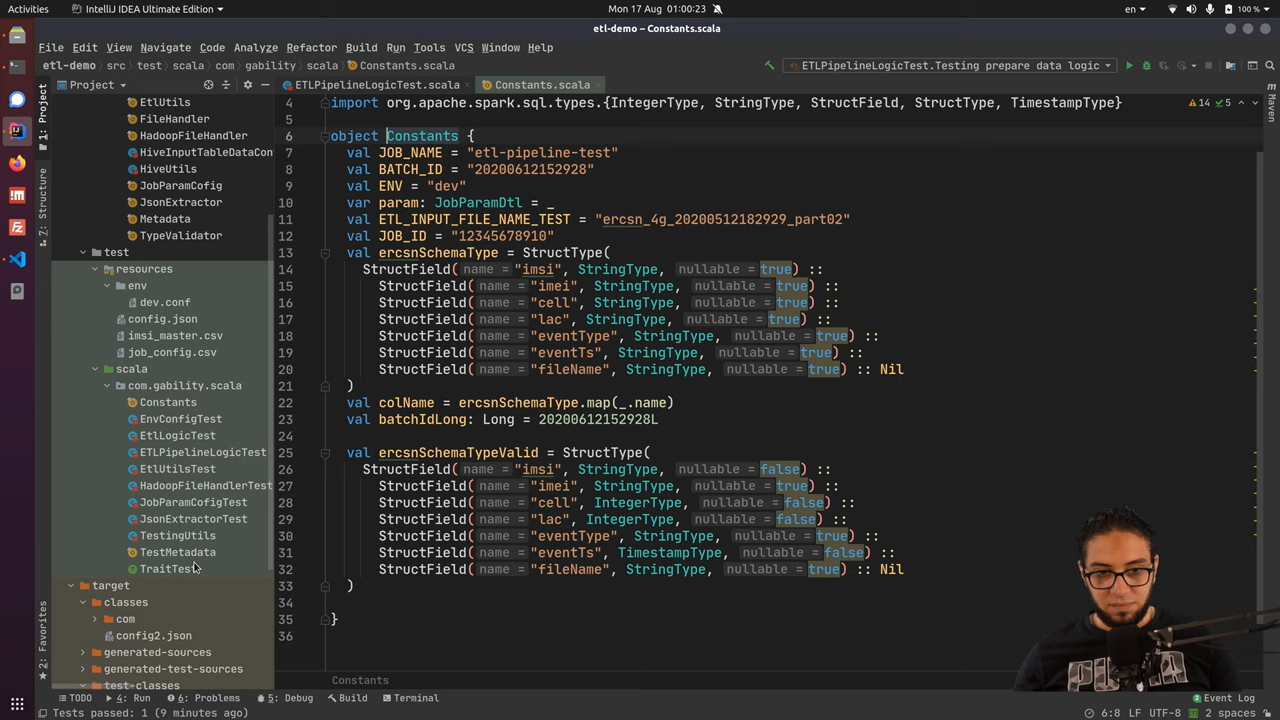 Activities
IntelliJ IDEA Ultimate Edition
Mon 17 Aug 01:00:23
en
100 %
etl-demo – Constants.scala
File Edit View Navigate Code Analyze Refactor Build Run Tools VCS Window Help
etl-demo › src › test › scala › com › gability › scala › Constants.scala
ETLPipelineLogicTest.Testing prepare data logic
Project
ETLPipelineLogicTest.scala
Constants.scala
1: Project
7: Structure
2: Favorites
Maven
EtlUtils
FileHandler
HadoopFileHandler
HiveInputTableDataCon
HiveUtils
JobParamCofig
JsonExtractor
Metadata
TypeValidator
test
resources
env
dev.conf
config.json
imsi_master.csv
job_config.csv
scala
com.gability.scala
Constants
EnvConfigTest
EtlLogicTest
ETLPipelineLogicTest
EtlUtilsTest
HadoopFileHandlerTest
JobParamCofigTest
JsonExtractorTest
TestingUtils
TestMetadata
TraitTest
target
classes
com
config2.json
generated-sources
generated-test-sources
test-classes
14 5
4 import org.apache.spark.sql.types.{IntegerType, StringType, StructField, StructType, TimestampType}
5
6 object Constants {
7 val JOB_NAME = "etl-pipeline-test"
8 val BATCH_ID = "20200612152928"
9 val ENV = "dev"
10 var param: JobParamDtl = _
11 val ETL_INPUT_FILE_NAME_TEST = "ercsn_4g_20200512182929_part02"
12 val JOB_ID = "12345678910"
13 val ercsnSchemaType = StructType(
14 StructField( name = "imsi", StringType, nullable = true) ::
15 StructField( name = "imei", StringType, nullable = true) ::
16 StructField( name = "cell", StringType, nullable = true) ::
17 StructField( name = "lac", StringType, nullable = true) ::
18 StructField( name = "eventType", StringType, nullable = true) ::
19 StructField( name = "eventTs", StringType, nullable = true) ::
20 StructField( name = "fileName", StringType, nullable = true) :: Nil
21 )
22 val colName = ercsnSchemaType.map(_.name)
23 val batchIdLong: Long = 20200612152928L
24
25 val ercsnSchemaTypeValid = StructType(
26 StructField( name = "imsi", StringType, nullable = false) ::
27 StructField( name = "imei", StringType, nullable = true) ::
28 StructField( name = "cell", IntegerType, nullable = false) ::
29 StructField( name = "lac", IntegerType, nullable = false) ::
30 StructField( name = "eventType", StringType, nullable = true) ::
31 StructField( name = "eventTs", TimestampType, nullable = false) ::
32 StructField( name = "fileName", StringType, nullable = true) :: Nil
33 )
34
35 }
36
Constants
TODO 4: Run 6: Problems 5: Debug Build Terminal
Event Log
Tests passed: 1 (9 minutes ago)
6:8 LF UTF-8 2 spaces